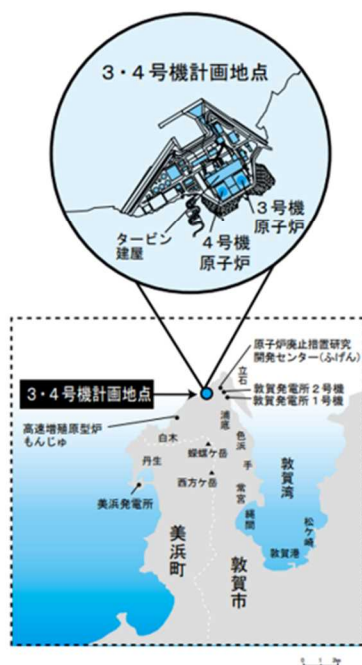 3・4号機計画地点
3号機
原子炉
4号機
原子炉
タービン
建屋
原子炉廃止措置研究
開発センター(ふげん)
立石
敦賀発電所2号機
敦賀発電所1号機
3・4号機計画地点
浦底
高速増殖原型炉
もんじゅ
白木
色浜
手
蠑螺ケ岳
丹生
西方ケ岳
常宮
敦賀湾
美浜発電所
縄間
松ケ崎
敦賀港
美浜町
敦賀市